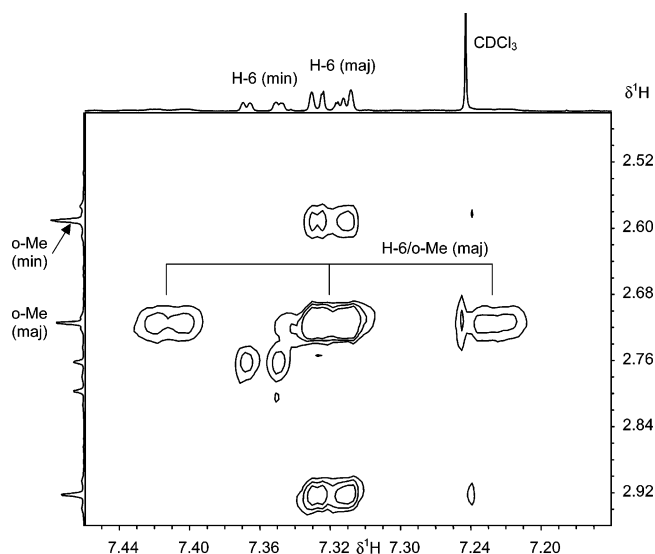 CDCl₃
H-6 (maj)
H-6 (min)
δ¹H
2.52
2.60
o-Me
(min)
H-6/o-Me (maj)
2.68
o-Me
(maj)
2.76
2.84
2.92
7.44 7.40 7.36 7.32 δ¹H 7.30 7.24 7.20